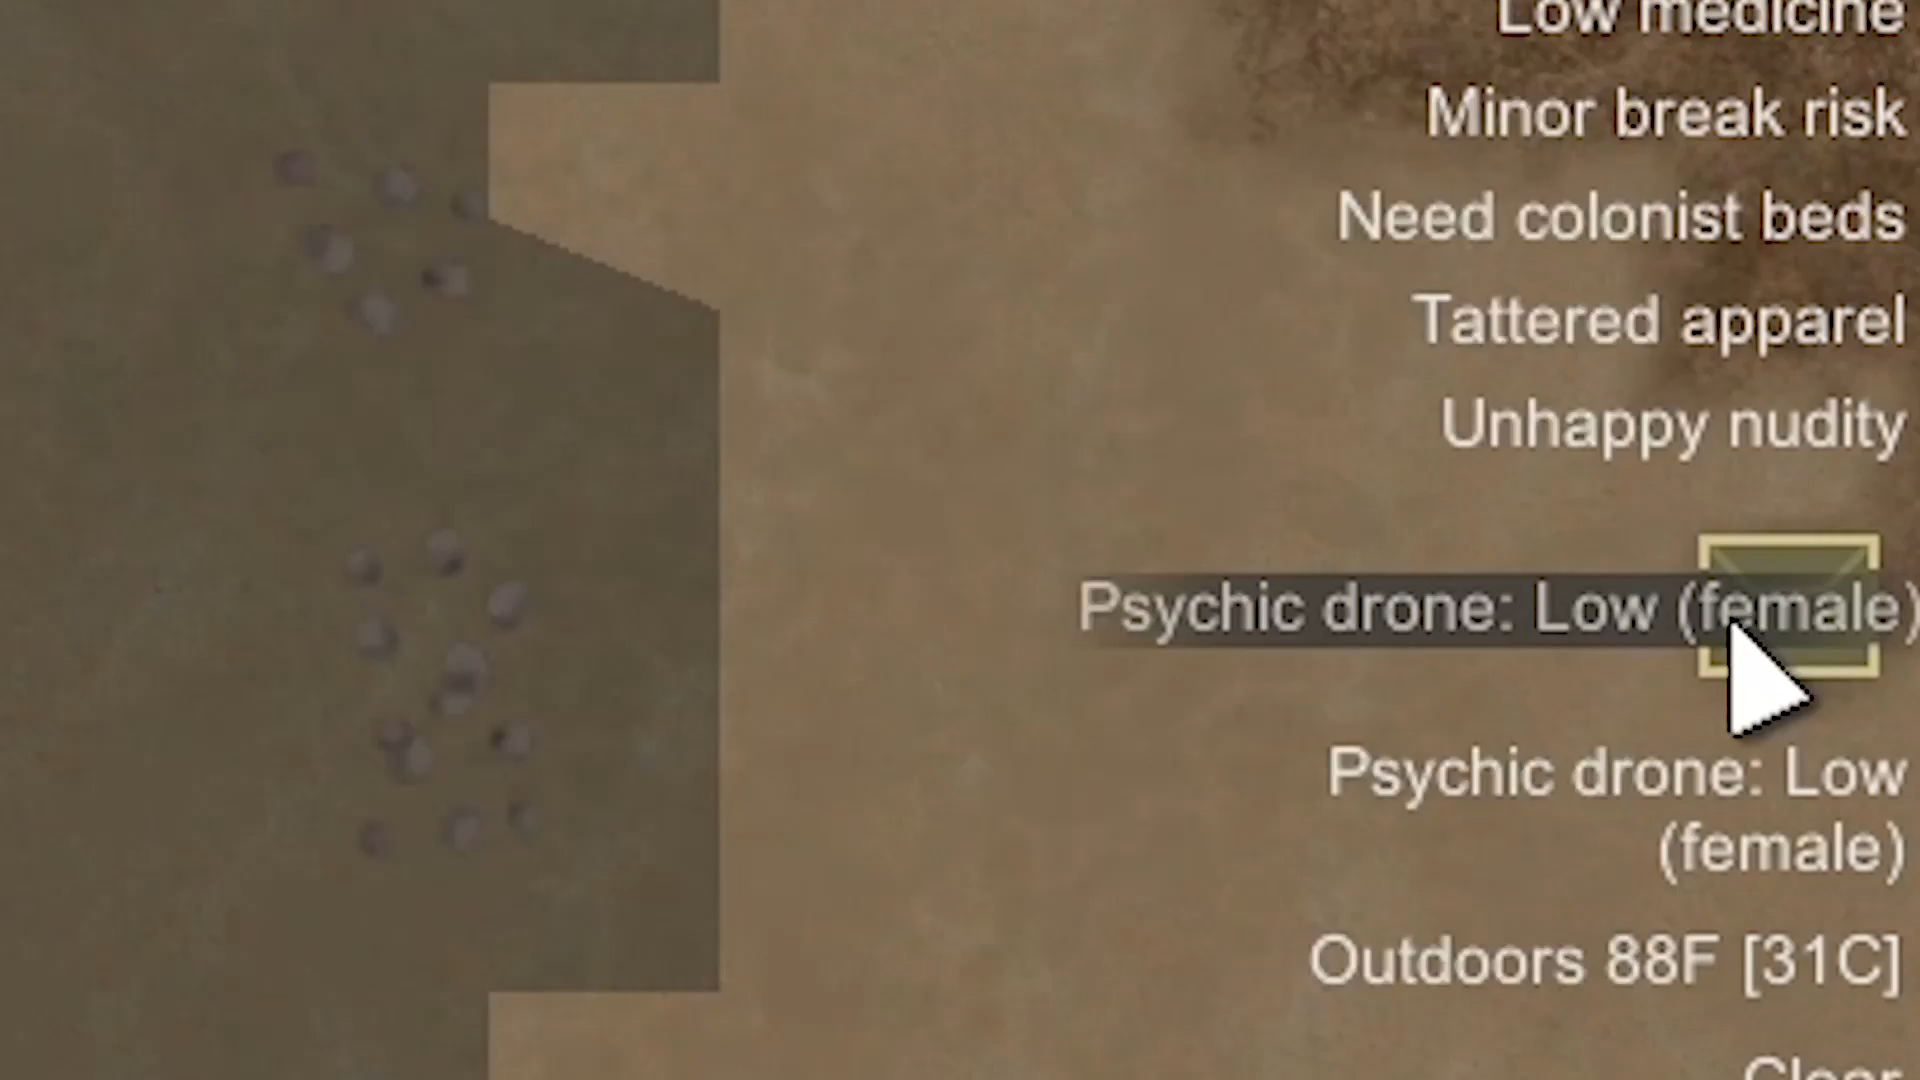 Low medicine
Minor break risk
Need colonist beds
Tattered apparel
Unhappy nudity
Psychic drone: Low (female)
Psychic drone: Low
(female)
Outdoors 88F [31C]
Clear